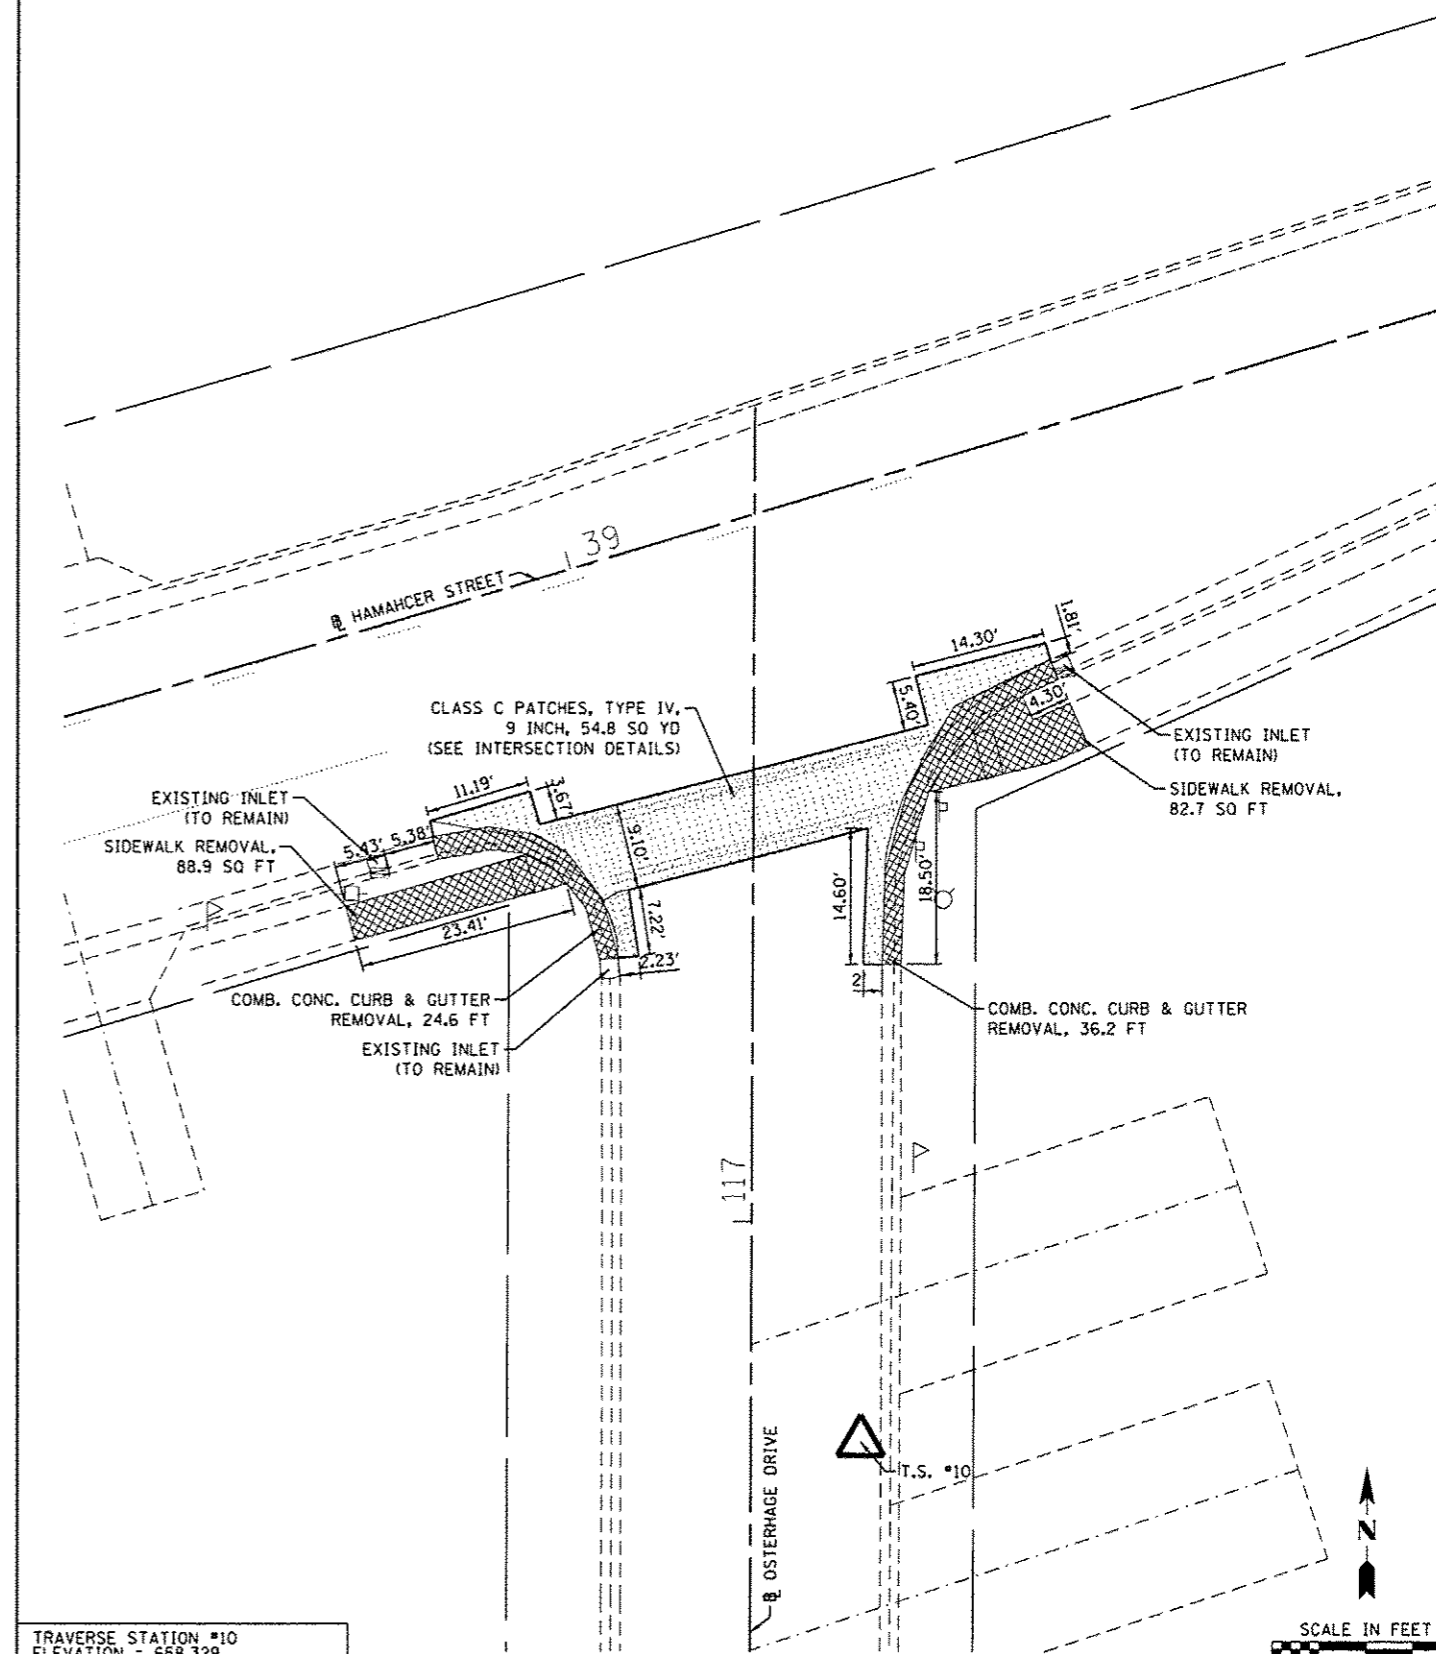 39
℄ HAMAHCER STREET
1.81'
14.30'
5.40'
4.30'
CLASS C PATCHES, TYPE IV,
9 INCH, 54.8 SQ YD
(SEE INTERSECTION DETAILS)
EXISTING INLET
(TO REMAIN)
SIDEWALK REMOVAL,
82.7 SQ FT
11.19'
3.67'
EXISTING INLET
(TO REMAIN)
5.43'
5.38'
SIDEWALK REMOVAL,
88.9 SQ FT
9.10'
14.60'
18.50'
23.41'
7.22'
2.23'
2
COMB. CONC. CURB & GUTTER
REMOVAL, 24.6 FT
EXISTING INLET
(TO REMAIN)
COMB. CONC. CURB & GUTTER
REMOVAL, 36.2 FT
117
℄ OSTERHAGE DRIVE
T.S. #10
N
SCALE IN FEET
TRAVERSE STATION #10
ELEVATION = 668.329